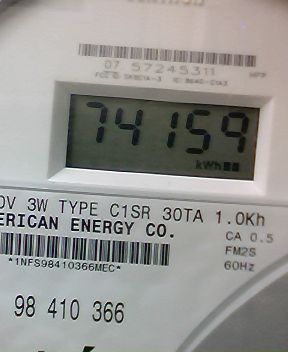 07 57245311
74159
kWh
0V 3W TYPE C1SR 30TA 1.0Kh
ERICAN ENERGY CO.
CA 0.5
FM2S
60Hz
*1NFS98410366MEC*
98 410 366